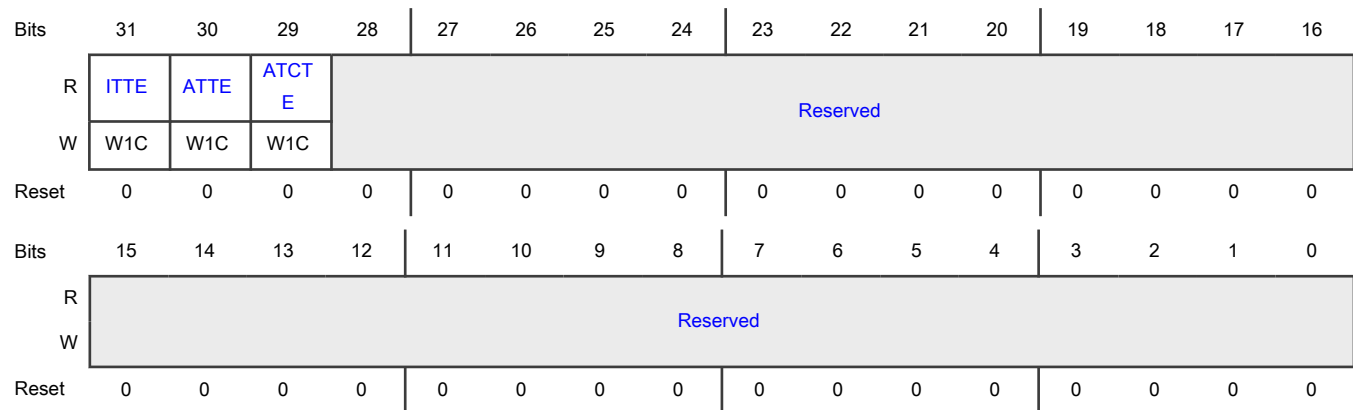 Bits 31 30 29 28 27 26 25 24 23 22 21 20 19 18 17 16
R ITTE ATTE ATCT
E Reserved
W W1C W1C W1C
Reset 0 0 0 0 0 0 0 0 0 0 0 0 0 0 0 0
Bits 15 14 13 12 11 10 9 8 7 6 5 4 3 2 1 0
R
Reserved
W
Reset 0 0 0 0 0 0 0 0 0 0 0 0 0 0 0 0